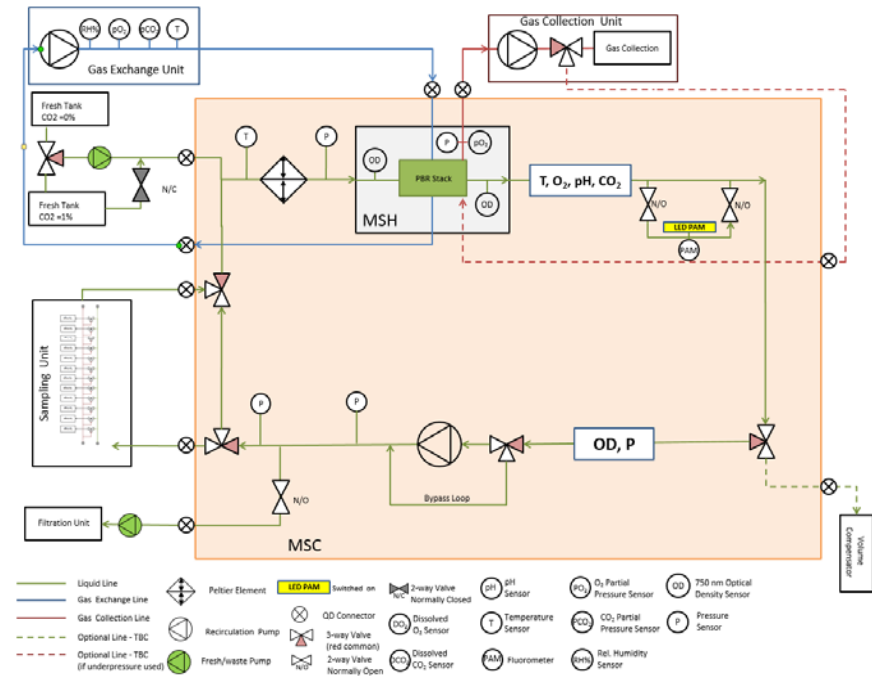 Gas Collection Unit
RH%
pO₂
pCO₂
T
Gas Collection
Gas Exchange Unit
Fresh Tank
CO2 =0%
N/C
Fresh Tank
CO2 =1%
T
P
P
pO₂
OD
PBR Stack
OD
MSH
T, O₂, pH, CO₂
N/O
N/O
LED PAM
PAM
Sampling Unit
P
P
OD, P
Bypass Loop
N/O
Filtration Unit
MSC
Volume
Compensator
Liquid Line
Gas Exchange Line
Gas Collection Line
Optional Line - TBC
Optional Line - TBC
(if underpressure used)
Peltier Element
Recirculation Pump
Fresh/waste Pump
LED PAM
Switched on
QD Connector
3-way Valve
(red common)
N/O
2-way Valve
Normally Open
N/C
2-way Valve
Normally Closed
DO₂
Dissolved
O₂ Sensor
DCO₂
Dissolved
CO₂ Sensor
pH
pH
Sensor
T
Temperature
Sensor
PAM
Fluorometer
PO₂
O₂ Partial
Pressure Sensor
PCO₂
CO₂ Partial
Pressure Sensor
RH%
Rel. Humidity
Sensor
OD
750 nm Optical
Density Sensor
P
Pressure
Sensor